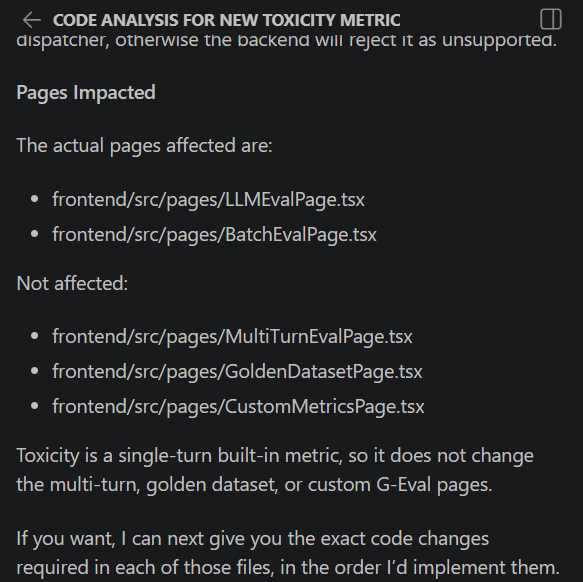 CODE ANALYSIS FOR NEW TOXICITY METRIC
dispatcher, otherwise the backend will reject it as unsupported.
Pages Impacted
The actual pages affected are:
• frontend/src/pages/LLMEvalPage.tsx
• frontend/src/pages/BatchEvalPage.tsx
Not affected:
• frontend/src/pages/MultiTurnEvalPage.tsx
• frontend/src/pages/GoldenDatasetPage.tsx
• frontend/src/pages/CustomMetricsPage.tsx
Toxicity is a single-turn built-in metric, so it does not change
the multi-turn, golden dataset, or custom G-Eval pages.
If you want, I can next give you the exact code changes
required in each of those files, in the order I’d implement them.